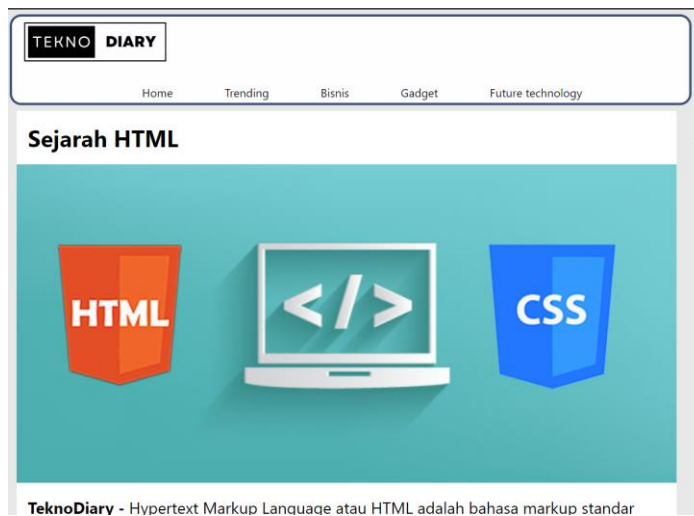 TEKNO DIARY
Home Trending Bisnis Gadget Future technology
Sejarah HTML
HTML </> CSS
TeknoDiary - Hypertext Markup Language atau HTML adalah bahasa markup standar